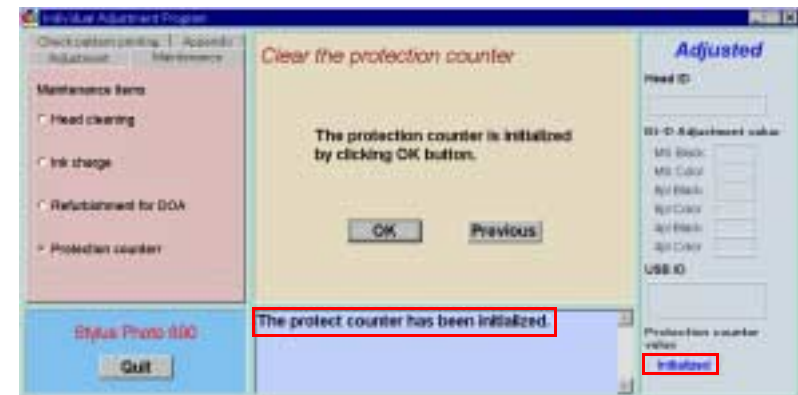 Individual Adjustment Program
Check pattern printing
Appendix
Adjustment
Maintenance
Maintenance items
Head cleaning
Ink charge
Refurbishment for DOA
Protection counterr
Stylus Photo
Quit
Clear the protection counter
The protection counter is initialized
by clicking OK button.
OK
Previous
The protect counter has been initialized.
Adjusted
Head ID
BI-D Adjustment value
USB ID
Protection counter
value
Initialized